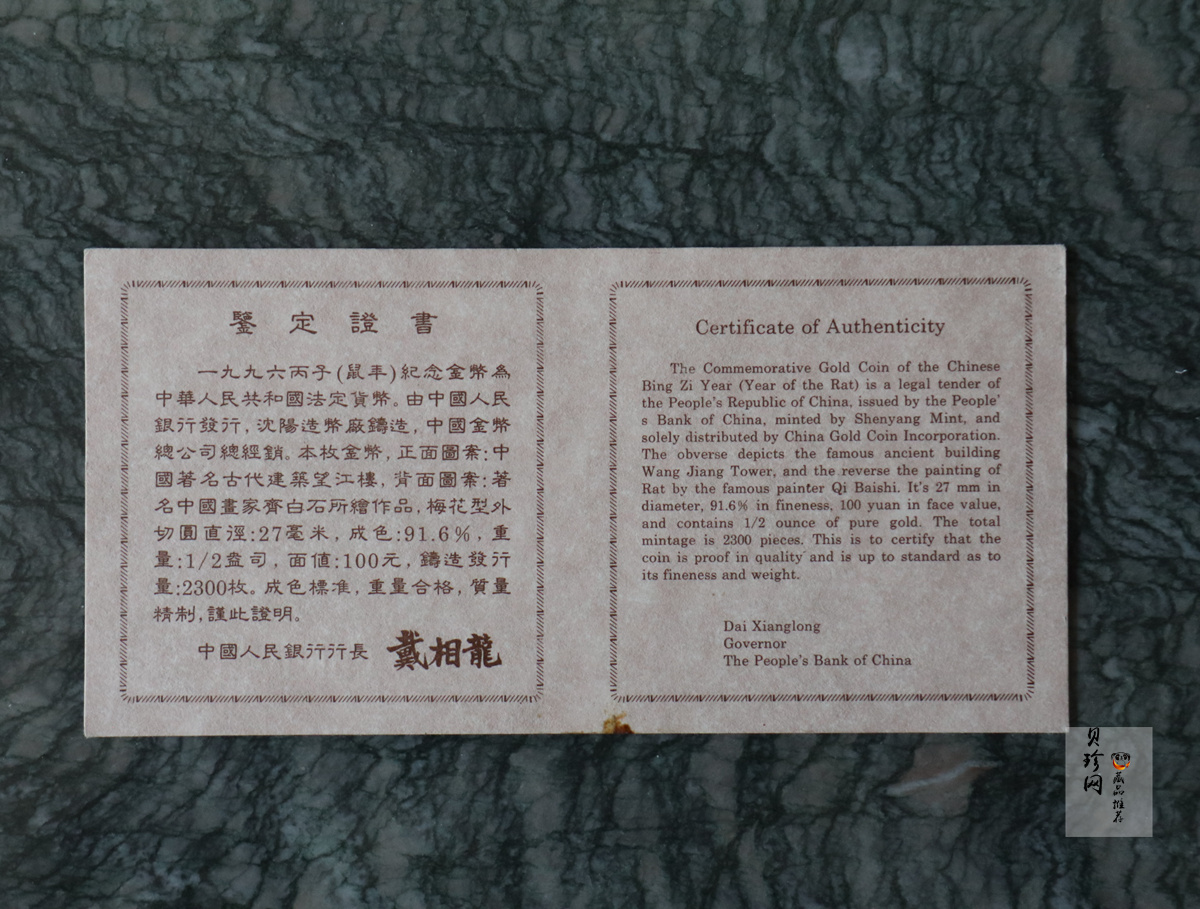 鑒定證書
一九九六丙子(鼠年)紀念金幣為
中華人民共和國法定貨幣。由中國人民
銀行發行,沈陽造幣廠鑄造,中國金幣
總公司總經銷。本枚金幣,正面圖案:中
國著名古代建築望江樓,背面圖案:著
名中國畫家齊白石所繪作品,梅花型外
切圓直徑:27毫米,成色:91.6%,重
量:1/2盎司,面值:100元,鑄造發行
量:2300枚。成色標准,重量合格,質量
精制,謹此證明。
中國人民銀行行長 戴相龍
Certificate of Authenticity
The Commemorative Gold Coin of the Chinese
Bing Zi Year (Year of the Rat) is a legal tender of
the People's Republic of China, issued by the People'
s Bank of China, minted by Shenyang Mint, and
solely distributed by China Gold Coin Incorporation.
The obverse depicts the famous ancient building
Wang Jiang Tower, and the reverse the painting of
Rat by the famous painter Qi Baishi. It's 27 mm in
diameter, 91.6% in fineness, 100 yuan in face value,
and contains 1/2 ounce of pure gold. The total
mintage is 2300 pieces. This is to certify that the
coin is proof in quality and is up to standard as to
its fineness and weight.
Dai Xianglong
Governor
The People's Bank of China
贝珍网
藏品推荐